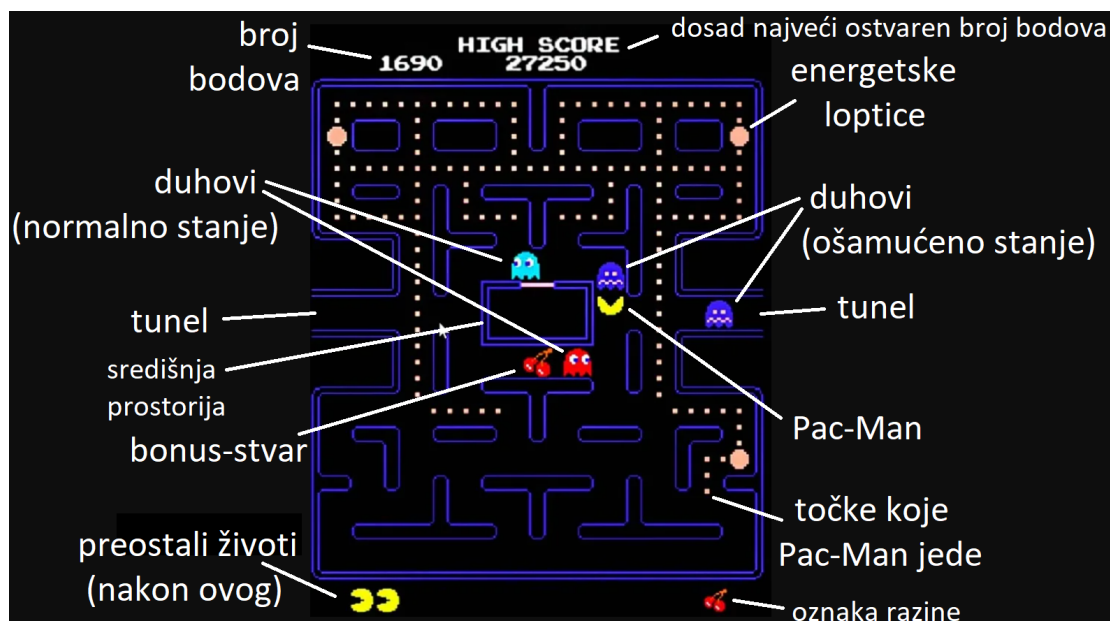 broj
bodova
HIGH SCORE
1690 27250
dosad najveći ostvaren broj bodova
energetske
loptice
duhovi
(normalno stanje)
duhovi
(ošamućeno stanje)
tunel
tunel
središnja
prostorija
bonus-stvar
Pac-Man
točke koje
Pac-Man jede
preostali životi
(nakon ovog)
oznaka razine